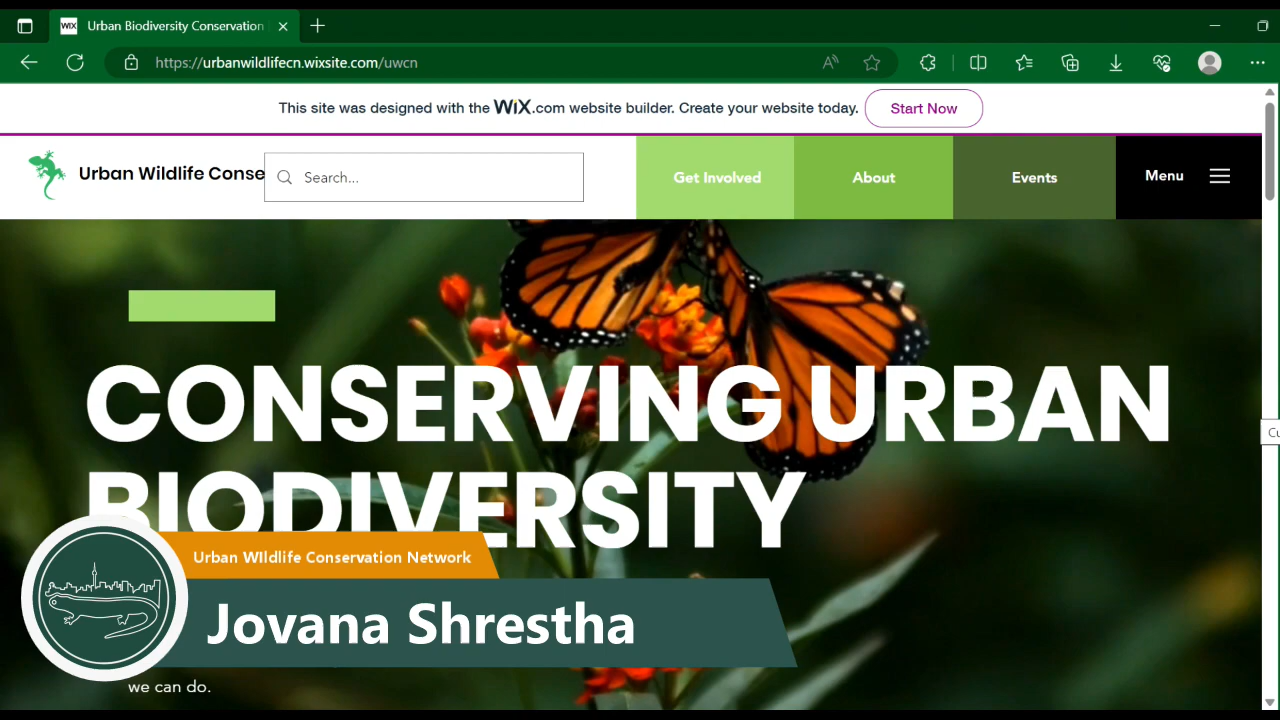 WiX Urban Biodiversity Conservation
https://urbanwildlifecn.wixsite.com/uwcn
This site was designed with the WiX.com website builder. Create your website today. Start Now
Urban Wildlife Conse
Search...
Get Involved
About
Events
Menu
CONSERVING URBAN
BIODIVERSITY
Urban WIldlife Conservation Network
Jovana Shrestha
we can do.